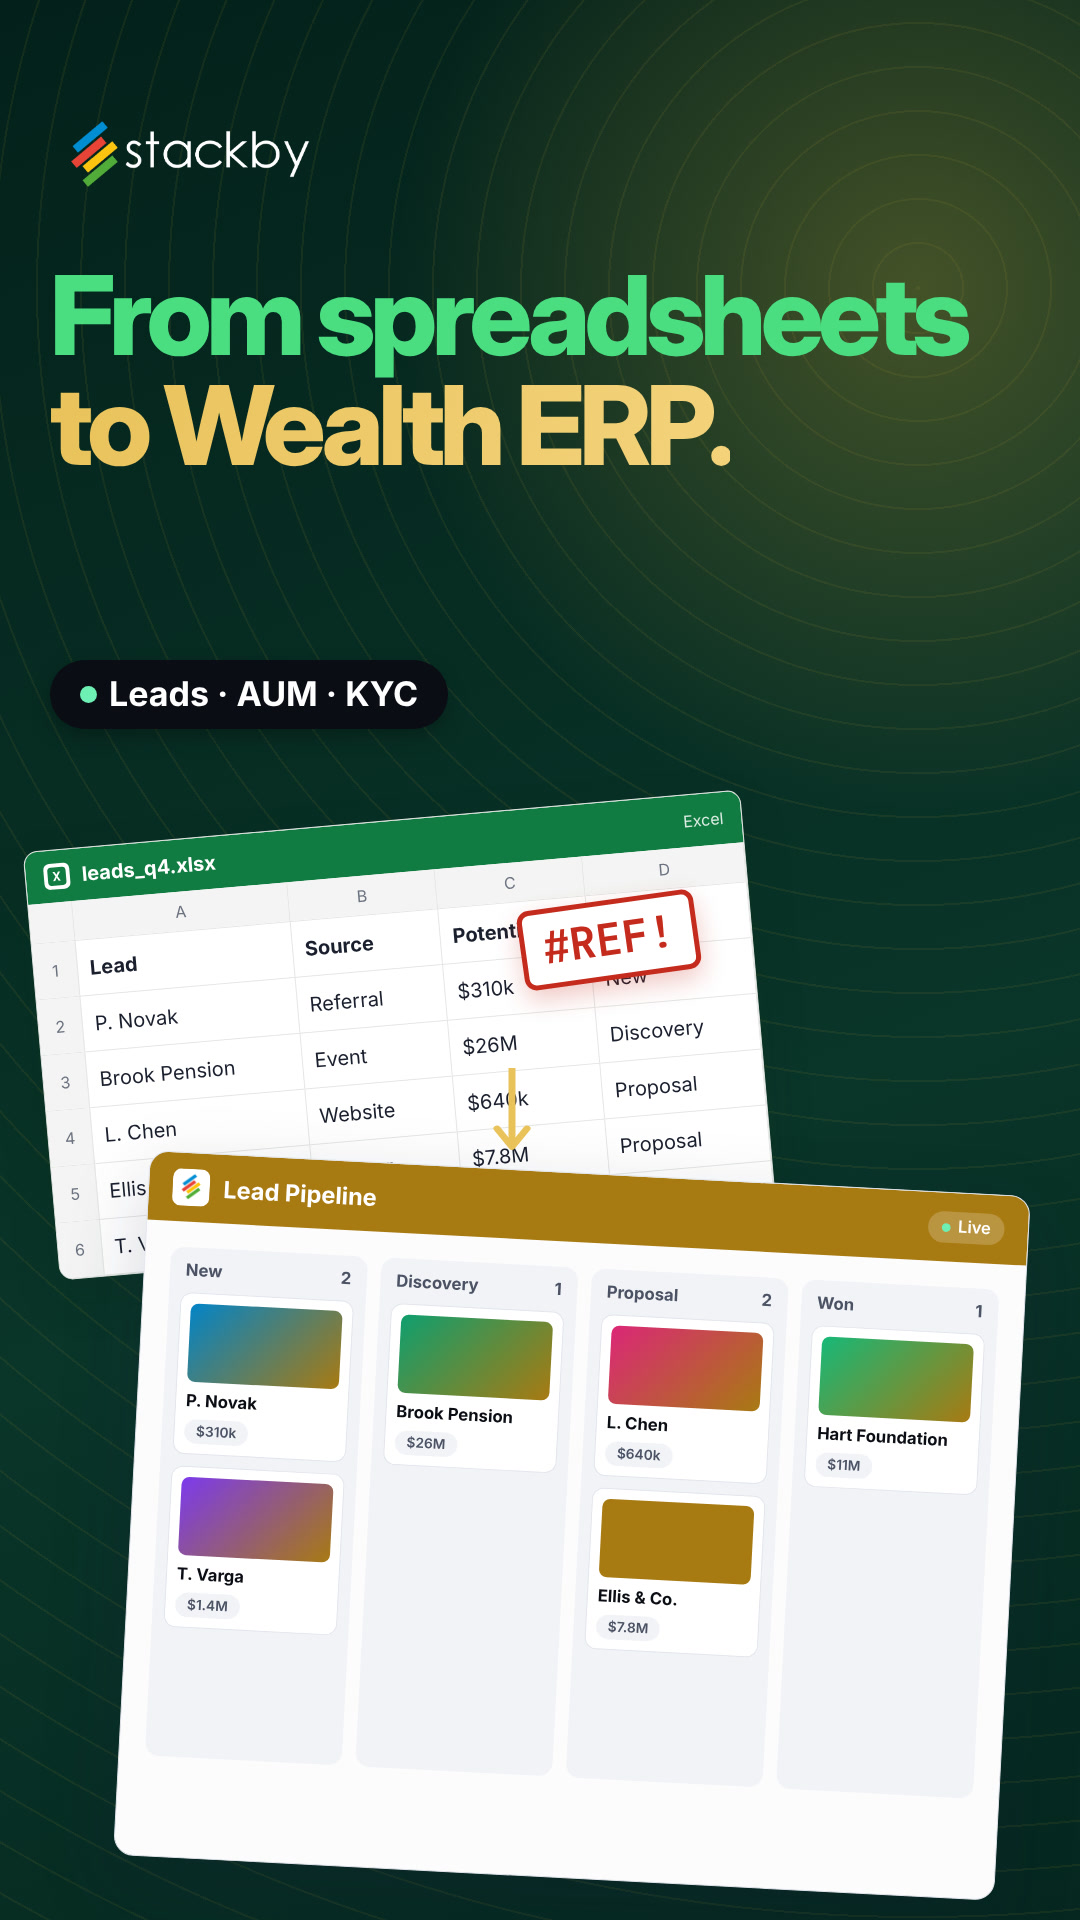 stackby
From spreadsheets
to Wealth ERP.
Leads · AUM · KYC
X leads_q4.xlsx Excel
A B C D
1 Lead Source
2 P. Novak Referral $310k New
3 Brook Pension Event $26M Discovery
4 L. Chen Website $640k Proposal
5 Ellis $7.8M Proposal
6 T.
#REF!
Lead Pipeline Live
New 2
P. Novak
$310k
T. Varga
$1.4M
Discovery 1
Brook Pension
$26M
Proposal 2
L. Chen
$640k
Ellis & Co.
$7.8M
Won 1
Hart Foundation
$11M